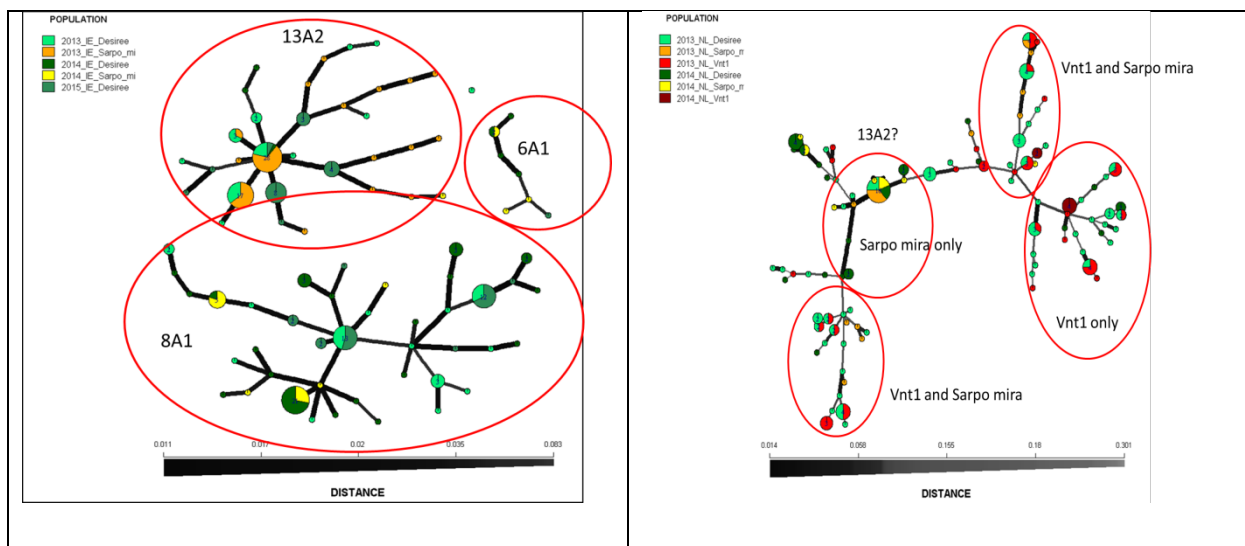 POPULATION
2013_IE_Desiree
2013_IE_Sarpo_mi
2014_IE_Desiree
2014_IE_Sarpo_mi
2015_IE_Desiree
13A2
6A1
8A1
0.011 0.017 0.02 0.035 0.083
DISTANCE
POPULATION
2013_NL_Desiree
2013_NL_Sarpo_m
2013_NL_Vnt1
2014_NL_Desiree
2014_NL_Sarpo_m
2014_NL_Vnt1
Vnt1 and Sarpo mira
13A2?
Sarpo mira only
Vnt1 only
Vnt1 and Sarpo mira
0.014 0.058 0.155 0.18 0.301
DISTANCE